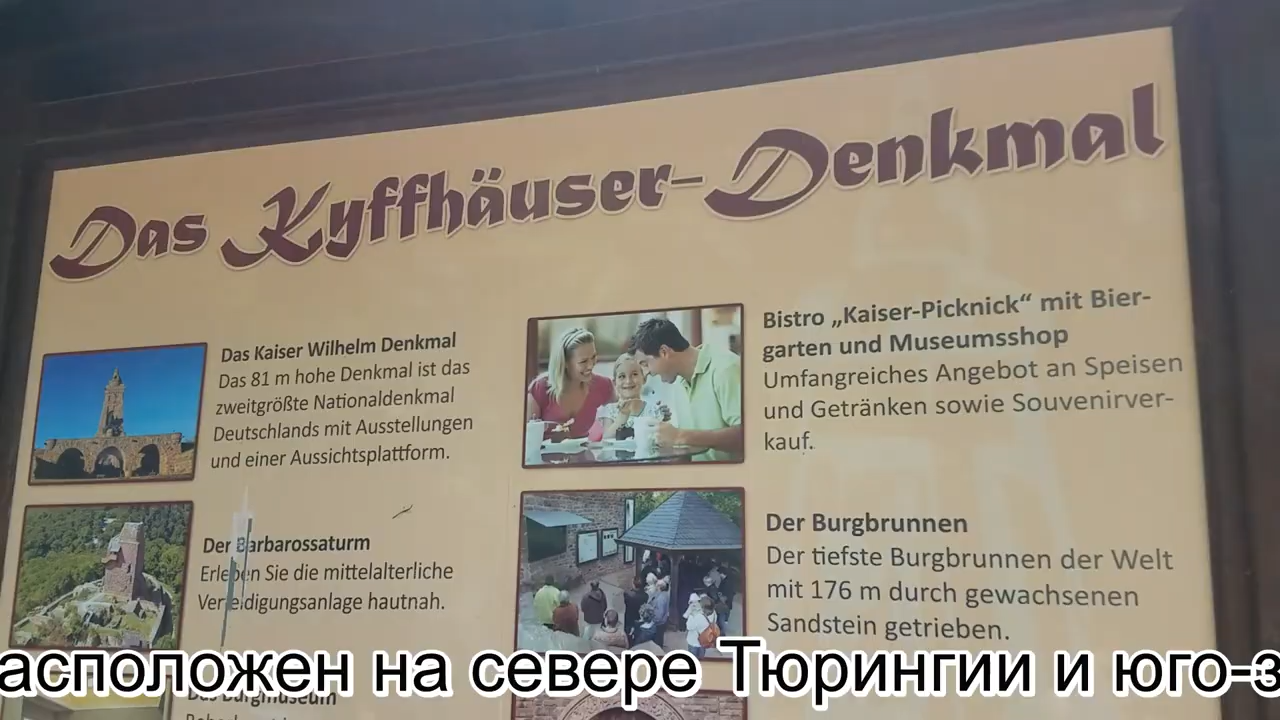 Das Kyffhäuser-Denkmal
Das Kaiser Wilhelm Denkmal
Das 81 m hohe Denkmal ist das
zweitgrößte Nationaldenkmal
Deutschlands mit Ausstellungen
und einer Aussichtsplattform.
Der Barbarossaturm
Erleben Sie die mittelalterliche
Verteidigungsanlage hautnah.
Das Burgmuseum
Bistro „Kaiser-Picknick“ mit Bier-
garten und Museumsshop
Umfangreiches Angebot an Speisen
und Getränken sowie Souvenirver-
kauf.
Der Burgbrunnen
Der tiefste Burgbrunnen der Welt
mit 176 m durch gewachsenen
Sandstein getrieben.
асположен на севере Тюрингии и юго-з